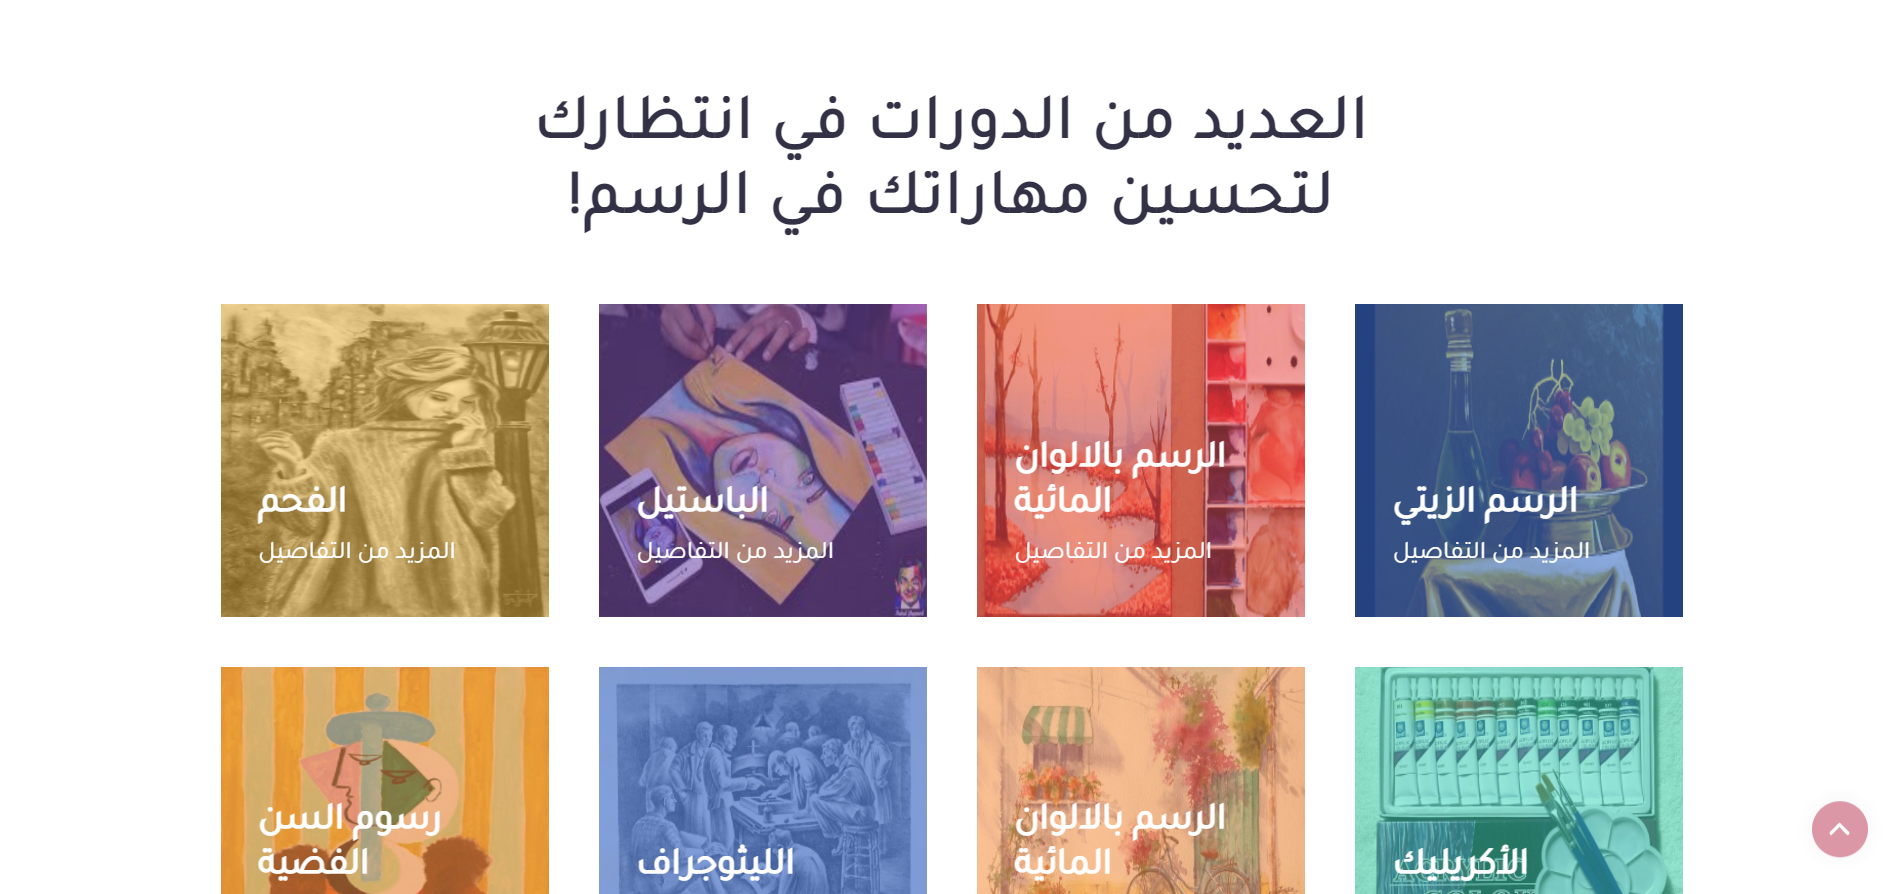 العديد من الدورات في انتظارك
لتحسين مهاراتك في الرسم!
الرسم الزيتي
المزيد من التفاصيل
الرسم بالالوان
المائية
المزيد من التفاصيل
الباستيل
المزيد من التفاصيل
الفحم
المزيد من التفاصيل
الأكريليك
الرسم بالالوان
المائية
الليثوجراف
رسوم السن
الفضية